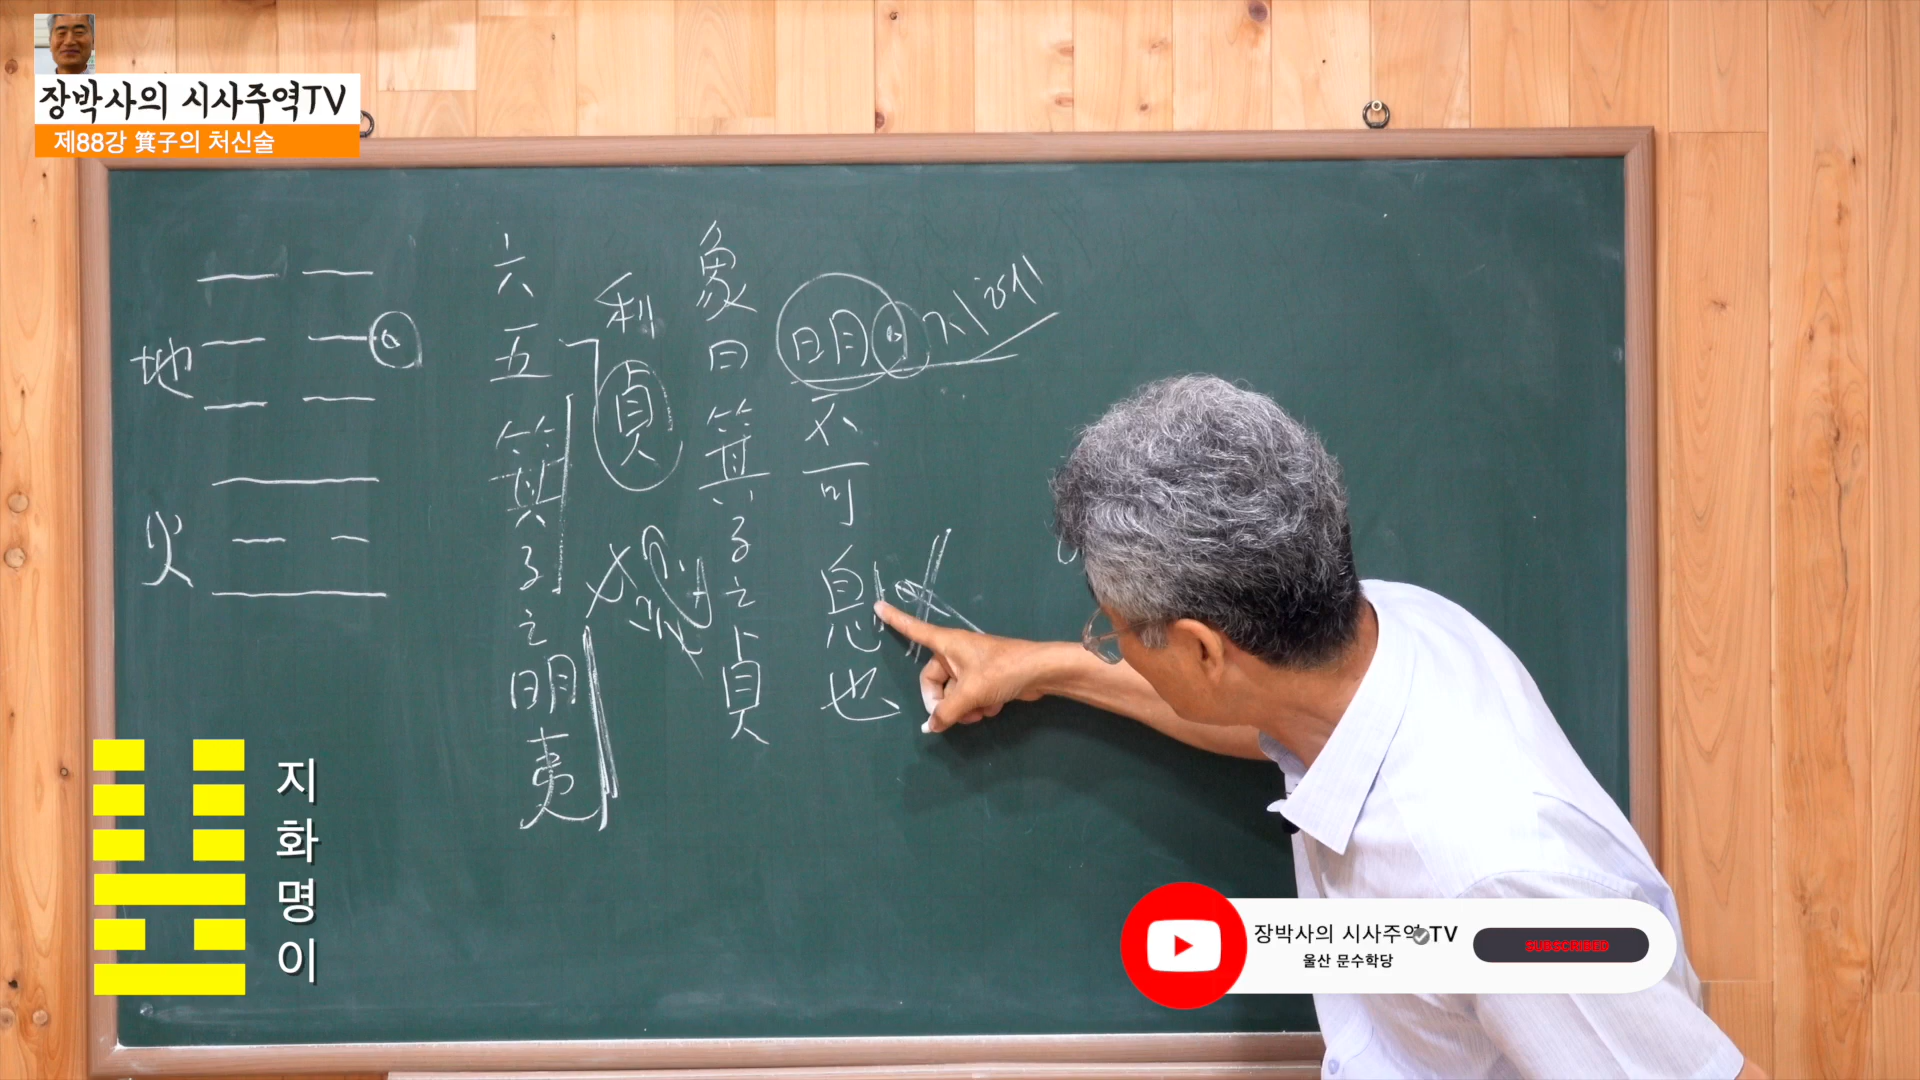 장박사의 시사주역TV
제88강 箕子의 처신술
地
火
六五 箕子之明夷
利貞
象曰 箕子之貞
明 지혜
不可息也
지화명이
장박사의 시사주역TV
울산 문수학당
SUBSCRIBED